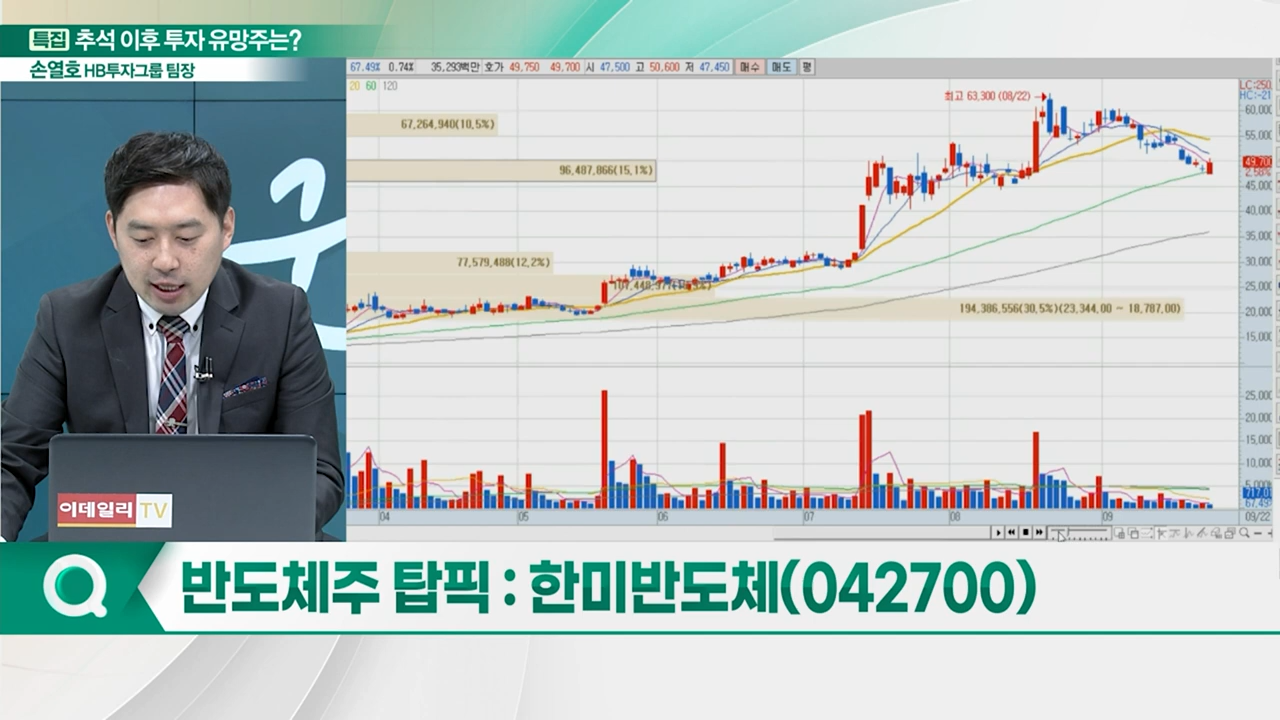 특집 추석 이후 투자 유망주는?
손열호 HB투자그룹 팀장
67.49% 0.74% 35,293백만 호가 49,750 49,700 시 47,500 고 50,600 저 47,450 매수 매도 평
20 60 120
최고 63,300 (08/22)
67,264,940(10,5%)
96,487,866(15,1%)
77,579,488(12,2%)
194,386,556(30,5%)(23,344,00 ~ 18,787,00)
60,000
55,000
49,700
2.58%
45,000
40,000
35,000
30,000
25,000
20,000
15,000
25,000
20,000
15,000
10,000
5,000
04 05 06 07 08 09 09/22
이데일리 TV
반도체주 탑픽 : 한미반도체(042700)